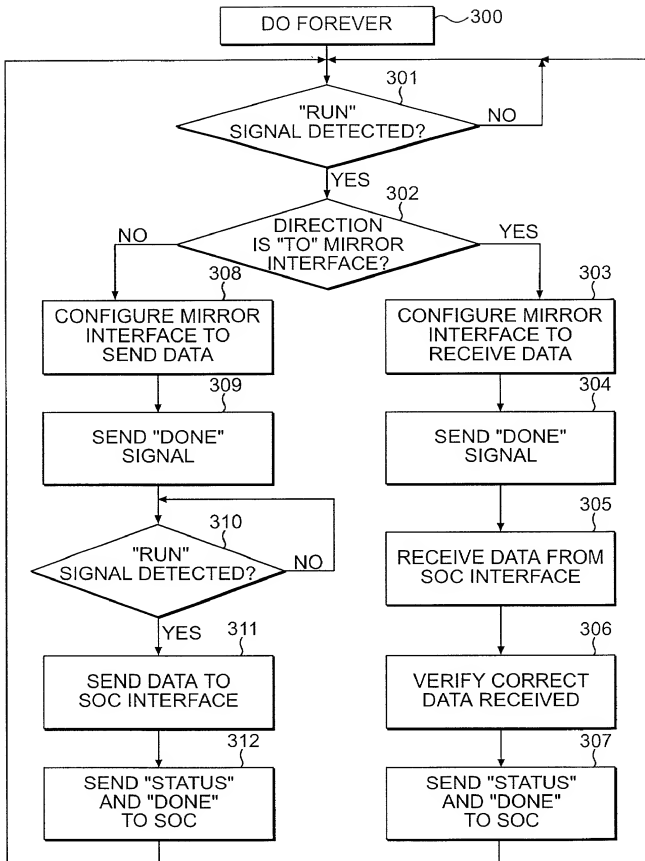 DO FOREVER
300
301
"RUN"
SIGNAL DETECTED?
NO
YES
302
DIRECTION
IS "TO" MIRROR
INTERFACE?
NO
YES
308
CONFIGURE MIRROR
INTERFACE TO
SEND DATA
303
CONFIGURE MIRROR
INTERFACE TO
RECEIVE DATA
309
SEND "DONE"
SIGNAL
304
SEND "DONE"
SIGNAL
310
"RUN"
SIGNAL DETECTED?
NO
YES
305
RECEIVE DATA FROM
SOC INTERFACE
311
SEND DATA TO
SOC INTERFACE
306
VERIFY CORRECT
DATA RECEIVED
312
SEND "STATUS"
AND "DONE"
TO SOC
307
SEND "STATUS"
AND "DONE"
TO SOC